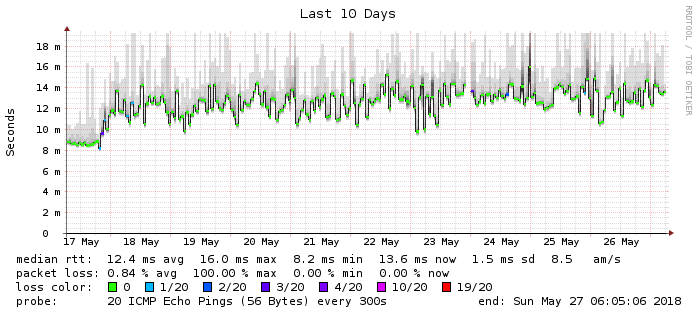 Last 10 Days
RRDTOOL / TOBI OETIKER
Seconds
18 m
16 m
14 m
12 m
10 m
8 m
6 m
4 m
2 m
0
17 May 18 May 19 May 20 May 21 May 22 May 23 May 24 May 25 May 26 May
median rtt: 12.4 ms avg 16.0 ms max 8.2 ms min 13.6 ms now 1.5 ms sd 8.5 am/s
packet loss: 0.84 % avg 100.00 % max 0.00 % min 0.00 % now
loss color: 0 1/20 2/20 3/20 4/20 10/20 19/20
probe: 20 ICMP Echo Pings (56 Bytes) every 300s end: Sun May 27 06:05:06 2018